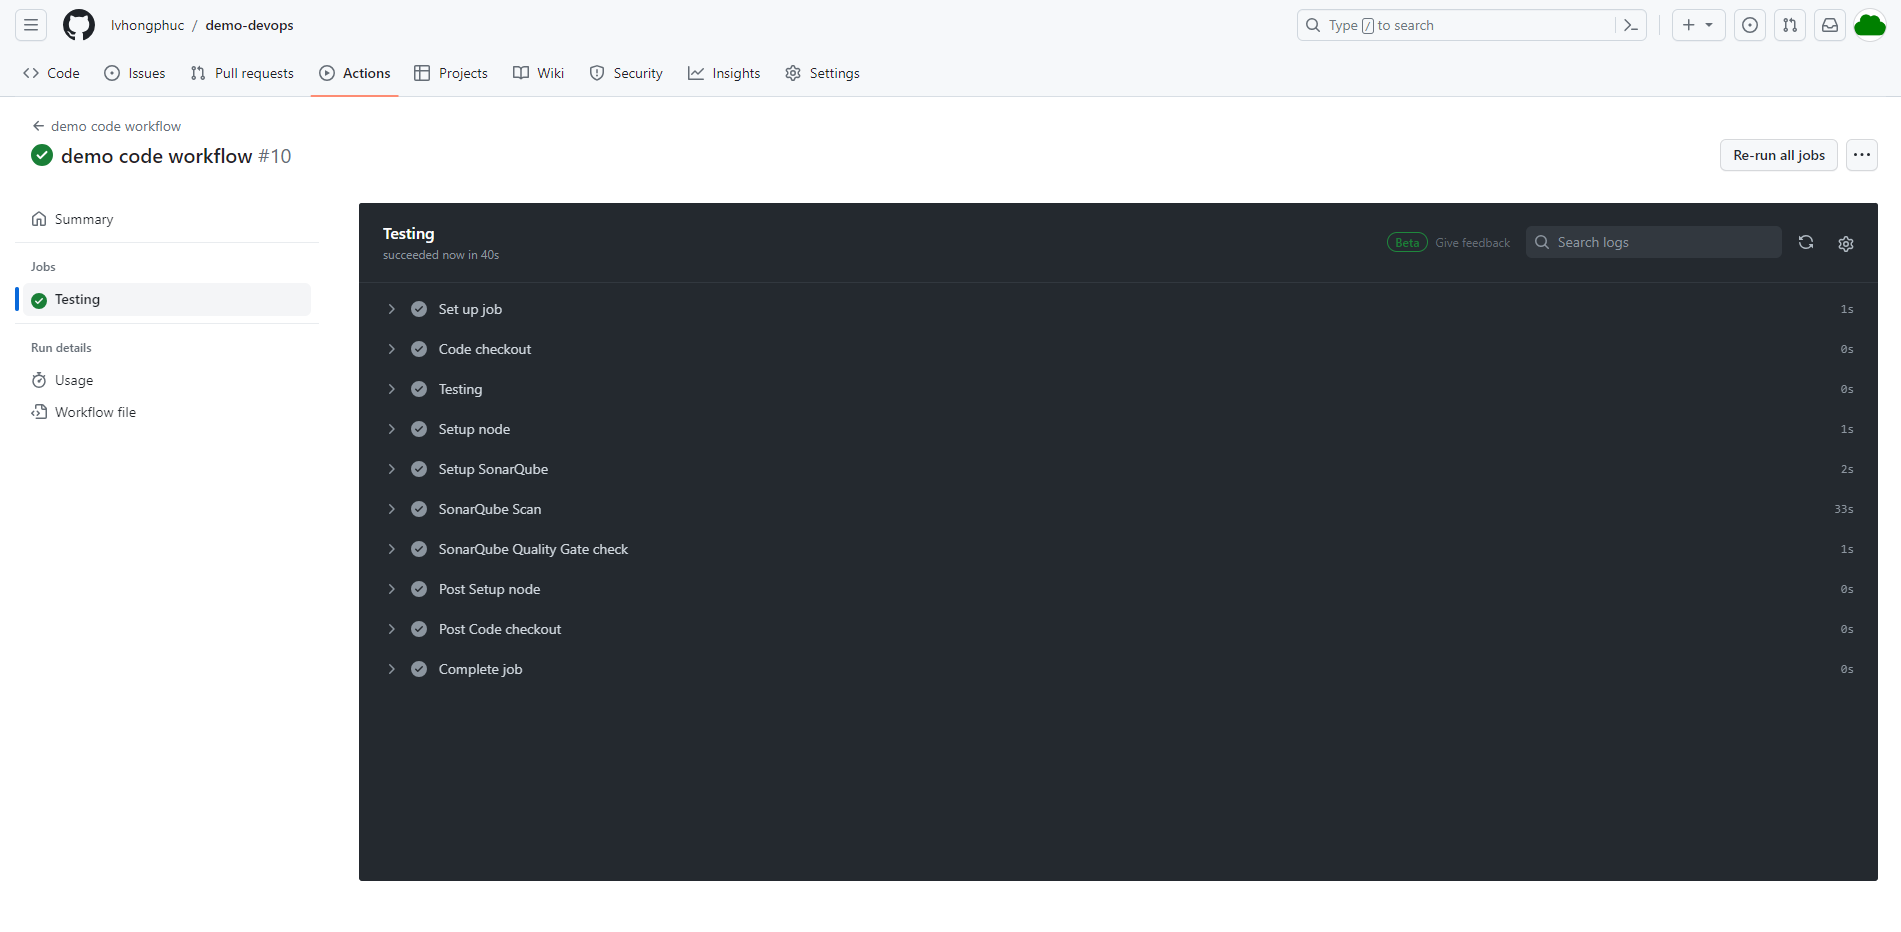 lvhongphuc / demo-devops
Type / to search
Code Issues Pull requests Actions Projects Wiki Security Insights Settings
demo code workflow
demo code workflow #10
Re-run all jobs
Summary
Jobs
Testing
Run details
Usage
Workflow file
Testing
succeeded now in 40s
Beta Give feedback
Search logs
Set up job 1s
Code checkout 0s
Testing 0s
Setup node 1s
Setup SonarQube 2s
SonarQube Scan 33s
SonarQube Quality Gate check 1s
Post Setup node 0s
Post Code checkout 0s
Complete job 0s